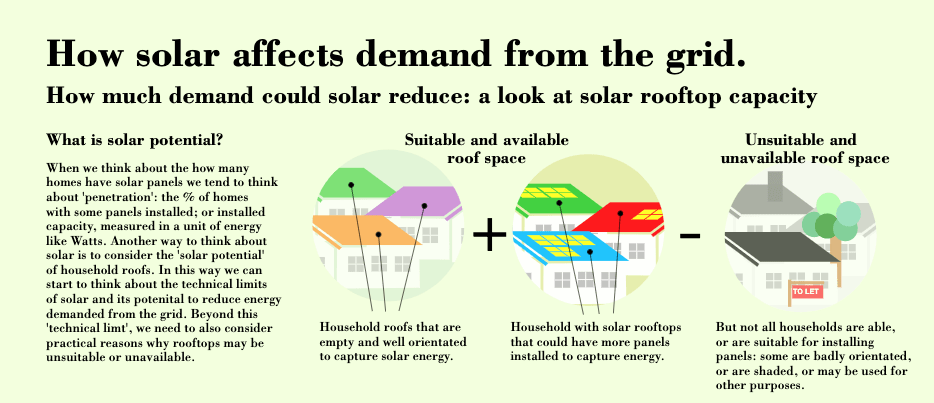 How solar affects demand from the grid.
How much demand could solar reduce: a look at solar rooftop capacity
What is solar potential?
When we think about the how many
homes have solar panels we tend to think
about 'penetration': the % of homes
with some panels installed; or installed
capacity, measured in a unit of energy
like Watts. Another way to think about
solar is to consider the 'solar potential'
of household roofs. In this way we can
start to think about the technical limits
of solar and its potenital to reduce energy
demanded from the grid. Beyond this
'technical limt', we need to also consider
practical reasons why rooftops may be
unsuitable or unavailable.
Suitable and available
roof space
+
Household roofs that are
empty and well orientated
to capture solar energy.
Household with solar rooftops
that could have more panels
installed to capture energy.
–
Unsuitable and
unavailable roof space
TO LET
But not all households are able,
or are suitable for installing
panels: some are badly orientated,
or are shaded, or may be used for
other purposes.